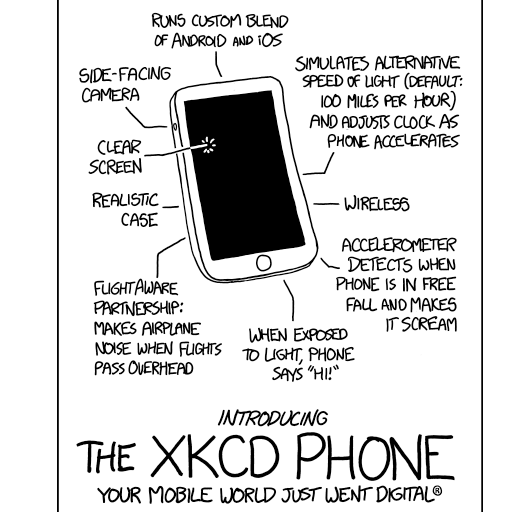 RUNS CUSTOM BLEND
OF ANDROID AND iOS
SIDE-FACING
CAMERA
CLEAR
SCREEN
REALISTIC
CASE
FLIGHTAWARE
PARTNERSHIP:
MAKES AIRPLANE
NOISE WHEN FLIGHTS
PASS OVERHEAD
SIMULATES ALTERNATIVE
SPEED OF LIGHT (DEFAULT:
100 MILES PER HOUR)
AND ADJUSTS CLOCK AS
PHONE ACCELERATES
WIRELESS
ACCELEROMETER
DETECTS WHEN
PHONE IS IN FREE
FALL AND MAKES
IT SCREAM
WHEN EXPOSED
TO LIGHT, PHONE
SAYS "HI!"
INTRODUCING
THE XKCD PHONE
YOUR MOBILE WORLD JUST WENT DIGITAL®